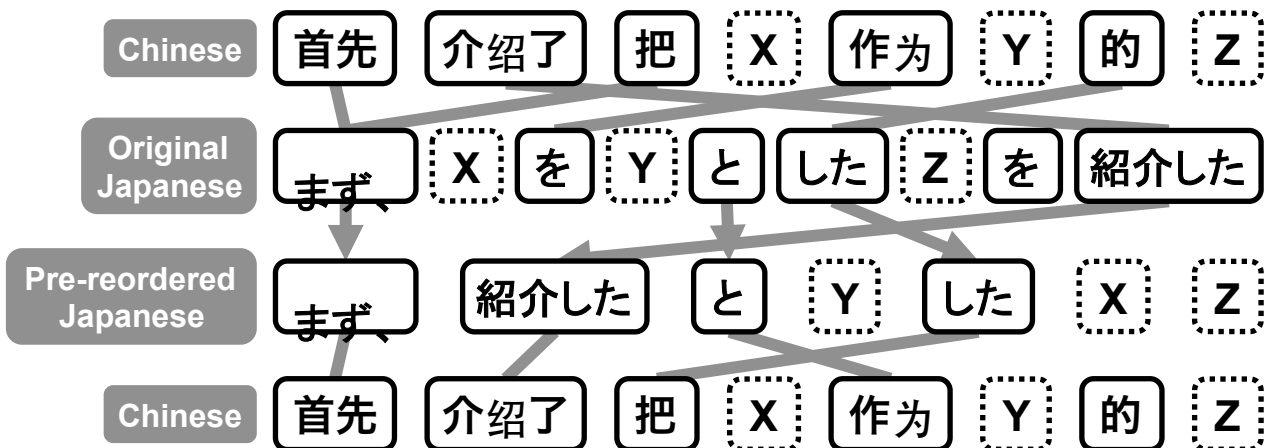 Chinese 首先 介绍了 把 X 作为 Y 的 Z
Original Japanese まず、 X を Y と した Z を 紹介した
Pre-reordered Japanese まず、 紹介した と Y した X Z
Chinese 首先 介绍了 把 X 作为 Y 的 Z